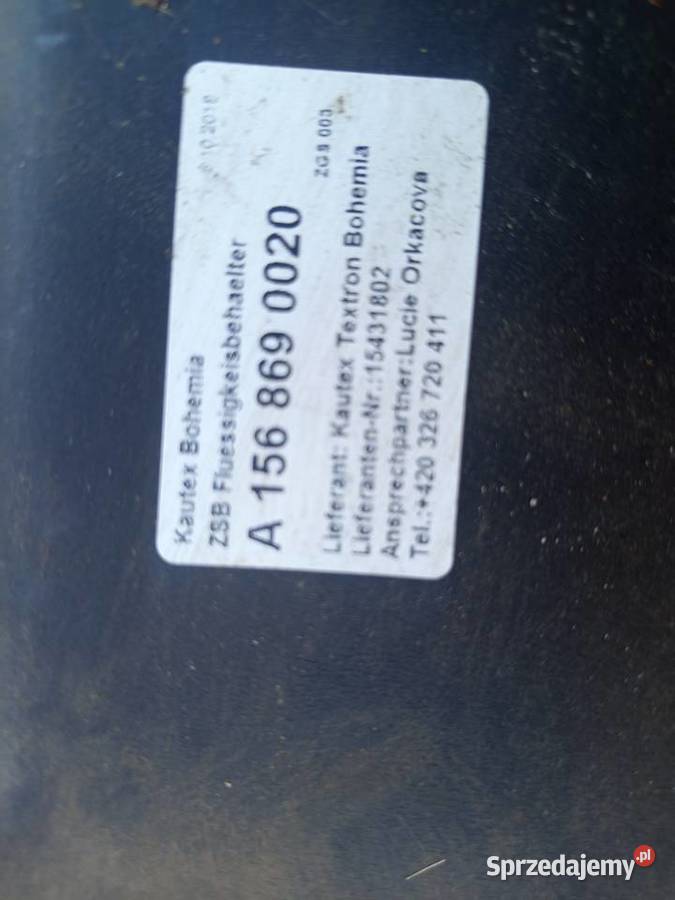 Kautex Bohemia
10.2018
ZSB Fluessigkeisbehaelter
A 156 869 0020
ZGS 003
Lieferant: Kautex Textron Bohemia
Lieferanten-Nr.:15431802
Ansprechpartner:Lucie Orkacova
Tel.:+420 326 720 411
Sprzedajemy.pl